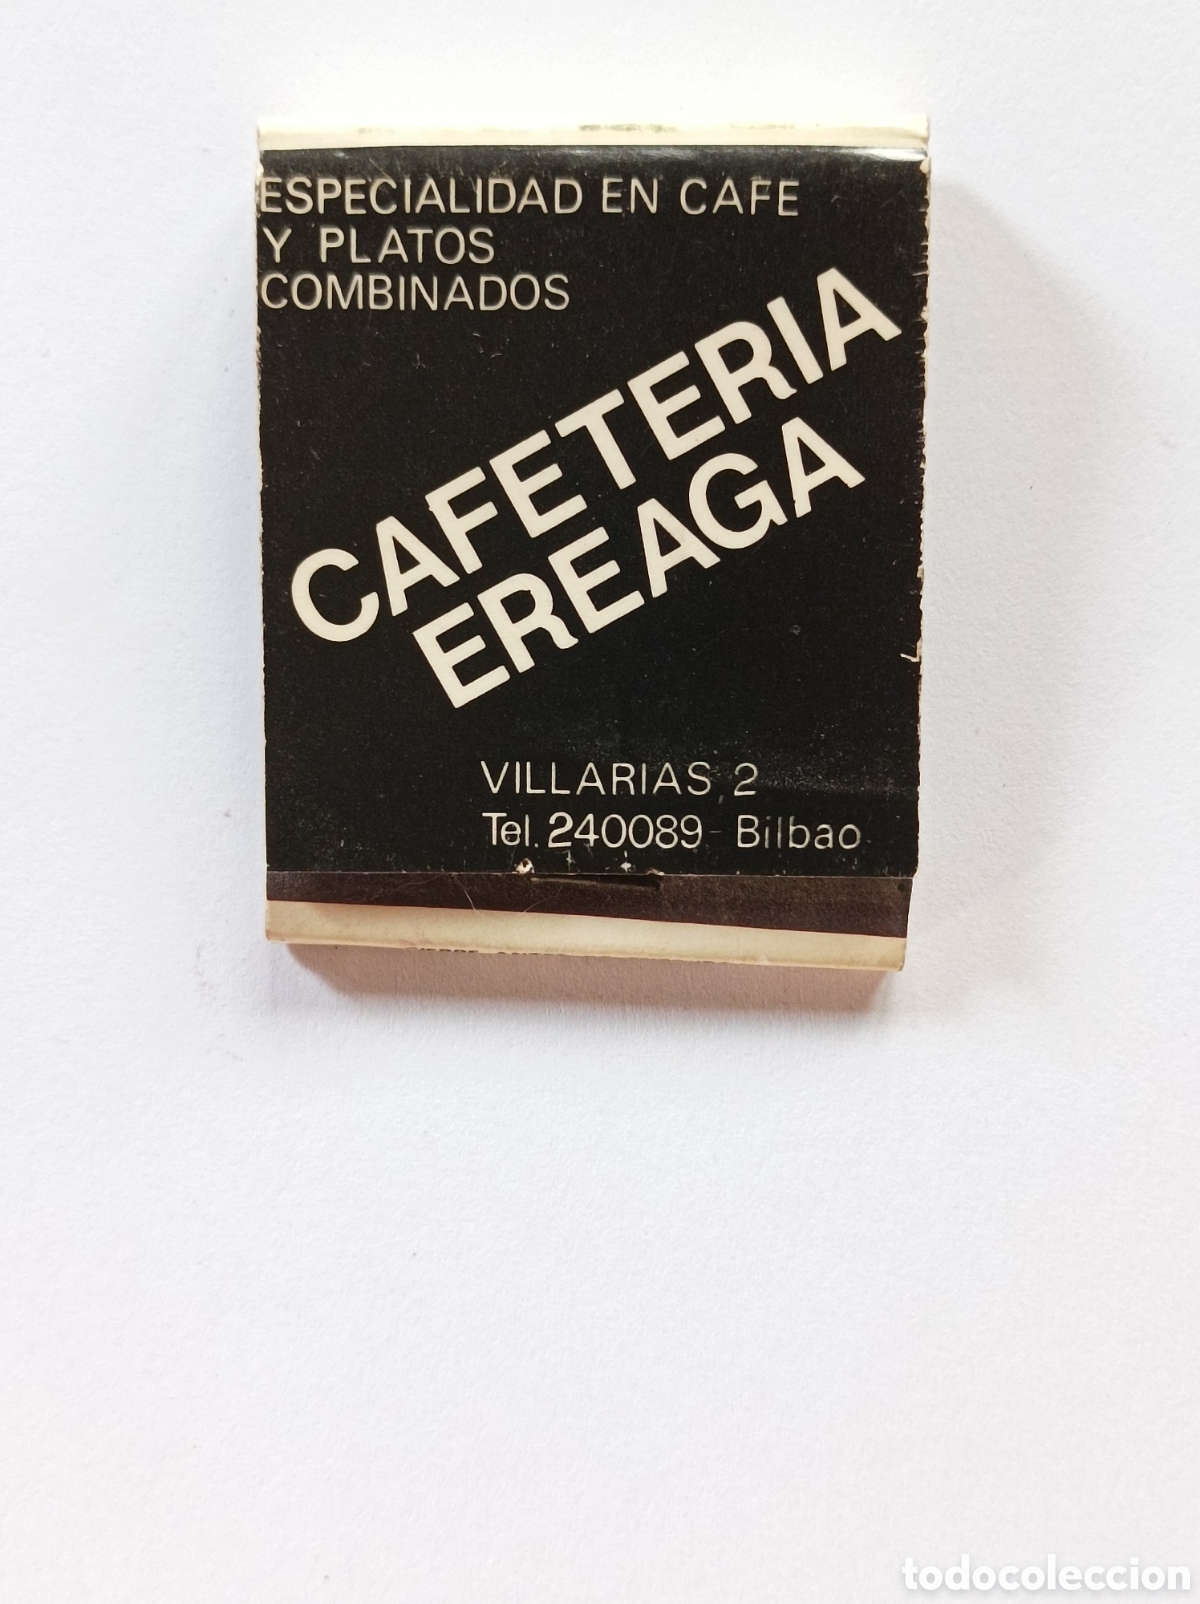 ESPECIALIDAD EN CAFE
Y PLATOS
COMBINADOS
CAFETERIA
EREAGA
VILLARIAS, 2
Tel. 240089 - Bilbao
todocoleccion